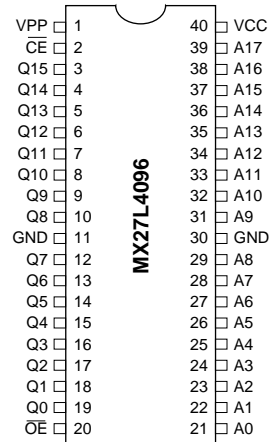 VPP 1 40 VCC
C̅E̅ 2 39 A17
Q15 3 38 A16
Q14 4 37 A15
Q13 5 36 A14
Q12 6 35 A13
Q11 7 34 A12
Q10 8 33 A11
Q9 9 32 A10
Q8 10 31 A9
GND 11 30 GND
Q7 12 29 A8
Q6 13 28 A7
Q5 14 27 A6
Q4 15 26 A5
Q3 16 25 A4
Q2 17 24 A3
Q1 18 23 A2
Q0 19 22 A1
O̅E̅ 20 21 A0
MX27L4096